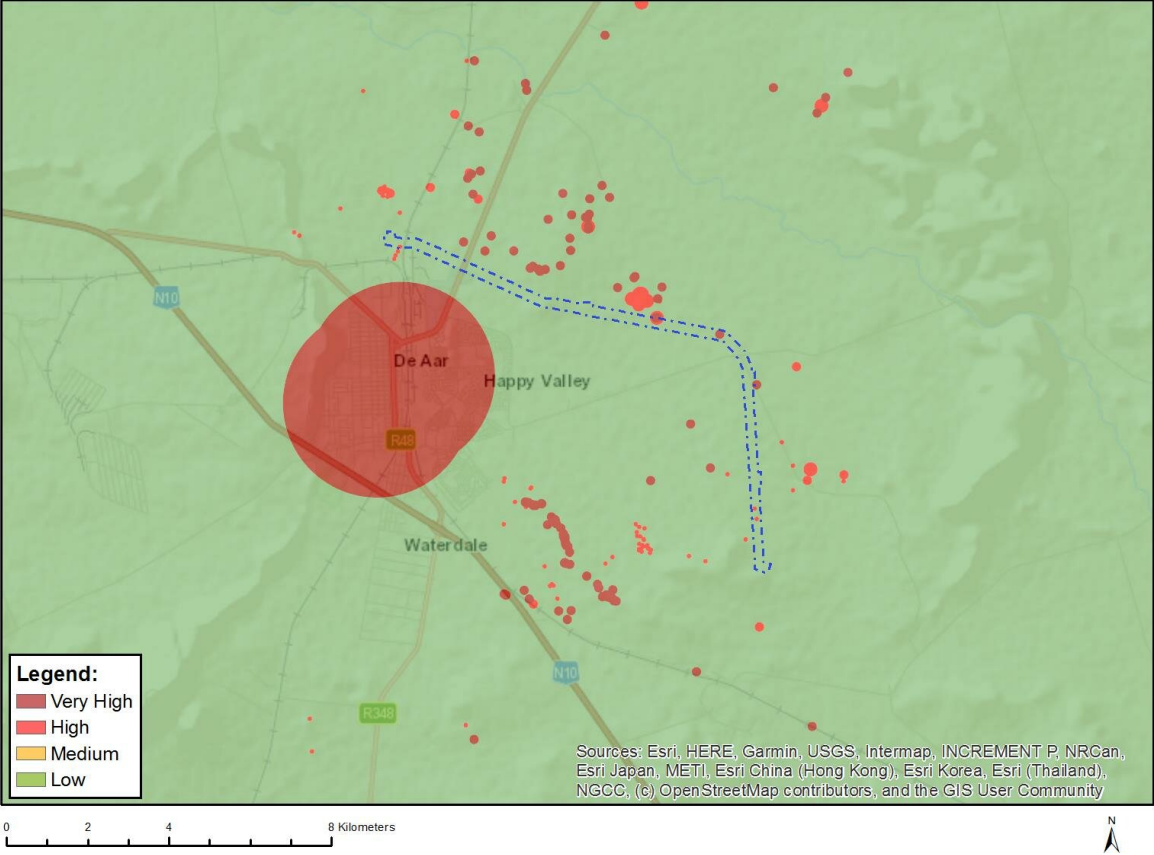 N10
De Aar
Happy Valley
R48
Waterdale
N10
R348
Legend:
Very High
High
Medium
Low
Sources: Esri, HERE, Garmin, USGS, Intermap, INCREMENT P, NRCan,
Esri Japan, METI, Esri China (Hong Kong), Esri Korea, Esri (Thailand),
NGCC, (c) OpenStreetMap contributors, and the GIS User Community
0 2 4 8 Kilometers
N